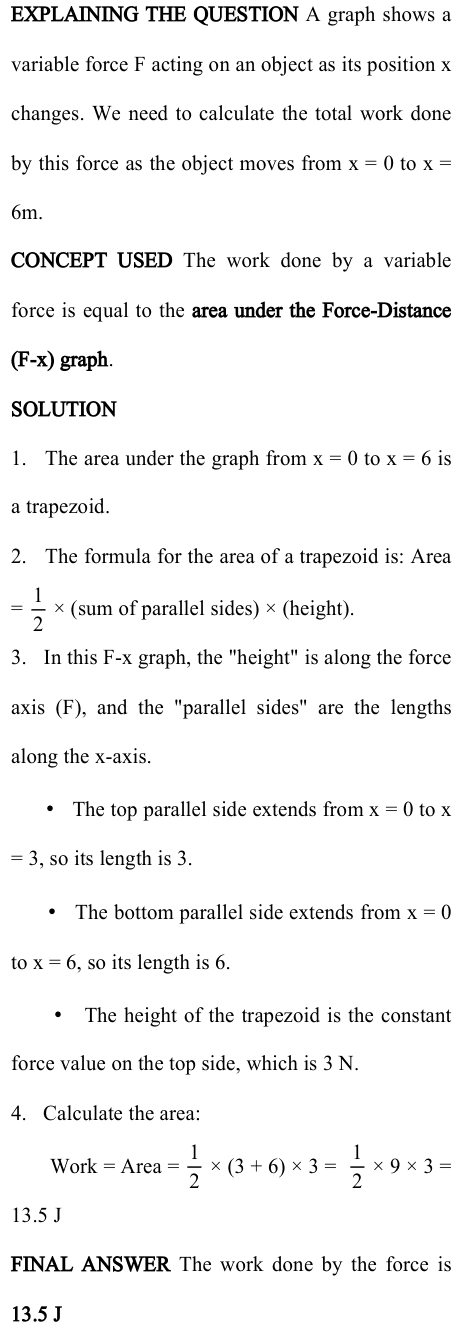 EXPLAINING THE QUESTION A graph shows a
variable force F acting on an object as its position x
changes. We need to calculate the total work done
by this force as the object moves from x = 0 to x =
6m.
CONCEPT USED The work done by a variable
force is equal to the area under the Force-Distance
(F-x) graph.
SOLUTION
1. The area under the graph from x = 0 to x = 6 is
a trapezoid.
2. The formula for the area of a trapezoid is: Area
= 1/2 × (sum of parallel sides) × (height).
3. In this F-x graph, the "height" is along the force
axis (F), and the "parallel sides" are the lengths
along the x-axis.
• The top parallel side extends from x = 0 to x
= 3, so its length is 3.
• The bottom parallel side extends from x = 0
to x = 6, so its length is 6.
• The height of the trapezoid is the constant
force value on the top side, which is 3 N.
4. Calculate the area:
Work = Area = 1/2 × (3 + 6) × 3 = 1/2 × 9 × 3 =
13.5 J
FINAL ANSWER The work done by the force is
13.5 J